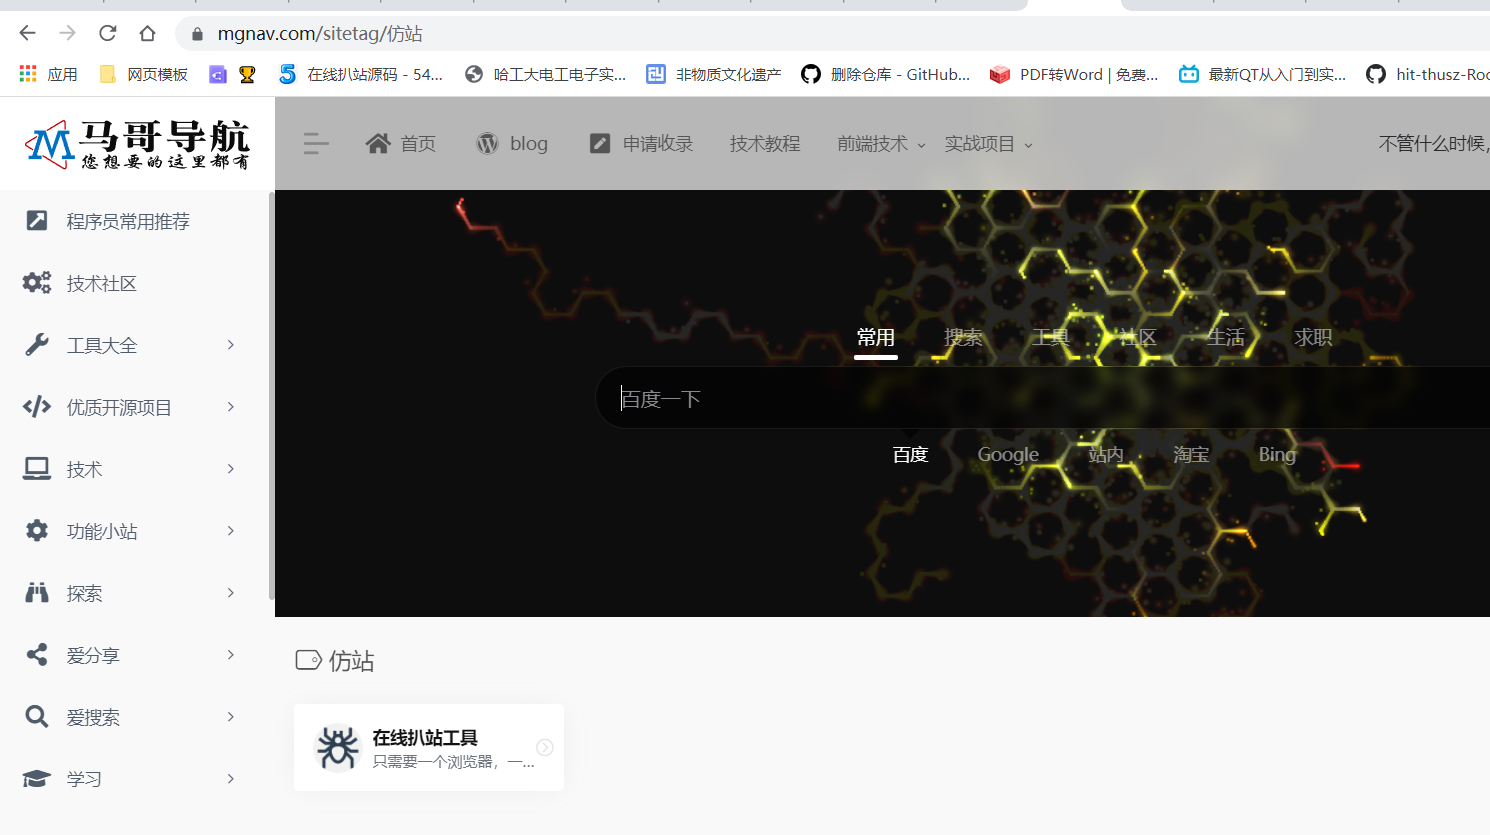 mgnav.com/sitetag/仿站
应用 网页模板 在线扒站源码 - 54... 哈工大电工电子实... 非物质文化遗产 删除仓库 - GitHub... PDF转Word | 免费... 最新QT从入门到实... hit-thusz-Roo
马哥导航
您想要的这里都有
首页 blog 申请收录 技术教程 前端技术 实战项目 不管什么时候,
程序员常用推荐
技术社区
工具大全
优质开源项目
技术
功能小站
探索
爱分享
爱搜索
学习
常用 搜索 工具 社区 生活 求职
百度一下
百度 Google 站内 淘宝 Bing
仿站
在线扒站工具
只需要一个浏览器，一...